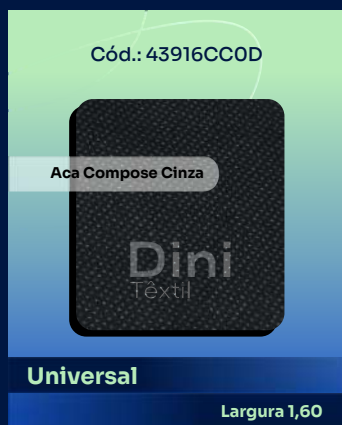 Cód.: 43916CC0D
Aca Compose Cinza
Dini
Têxtil
Universal
Largura 1,60